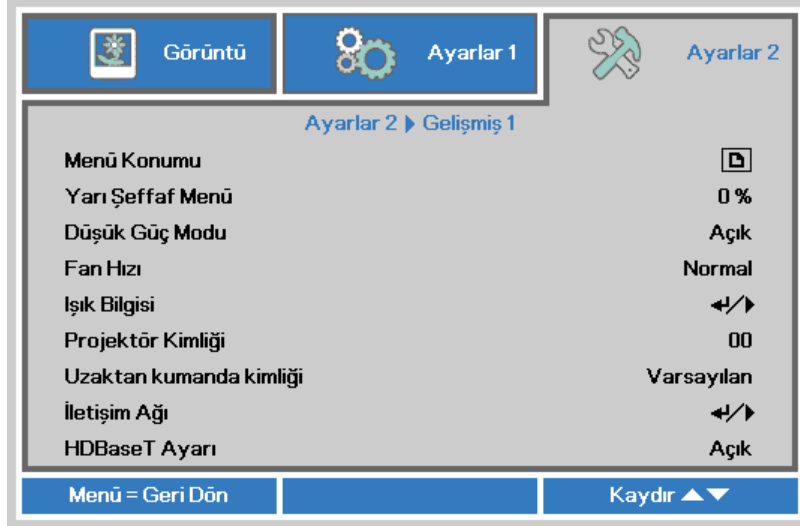 Görüntü
Ayarlar 1
Ayarlar 2
Ayarlar 2 Gelişmiş 1
Menü Konumu
Yarı Şeffaf Menü 0 %
Düşük Güç Modu Açık
Fan Hızı Normal
Işık Bilgisi
Projektör Kimliği 00
Uzaktan kumanda kimliği Varsayılan
İletişim Ağı
HDBaseT Ayarı Açık
Menü = Geri Dön
Kaydır